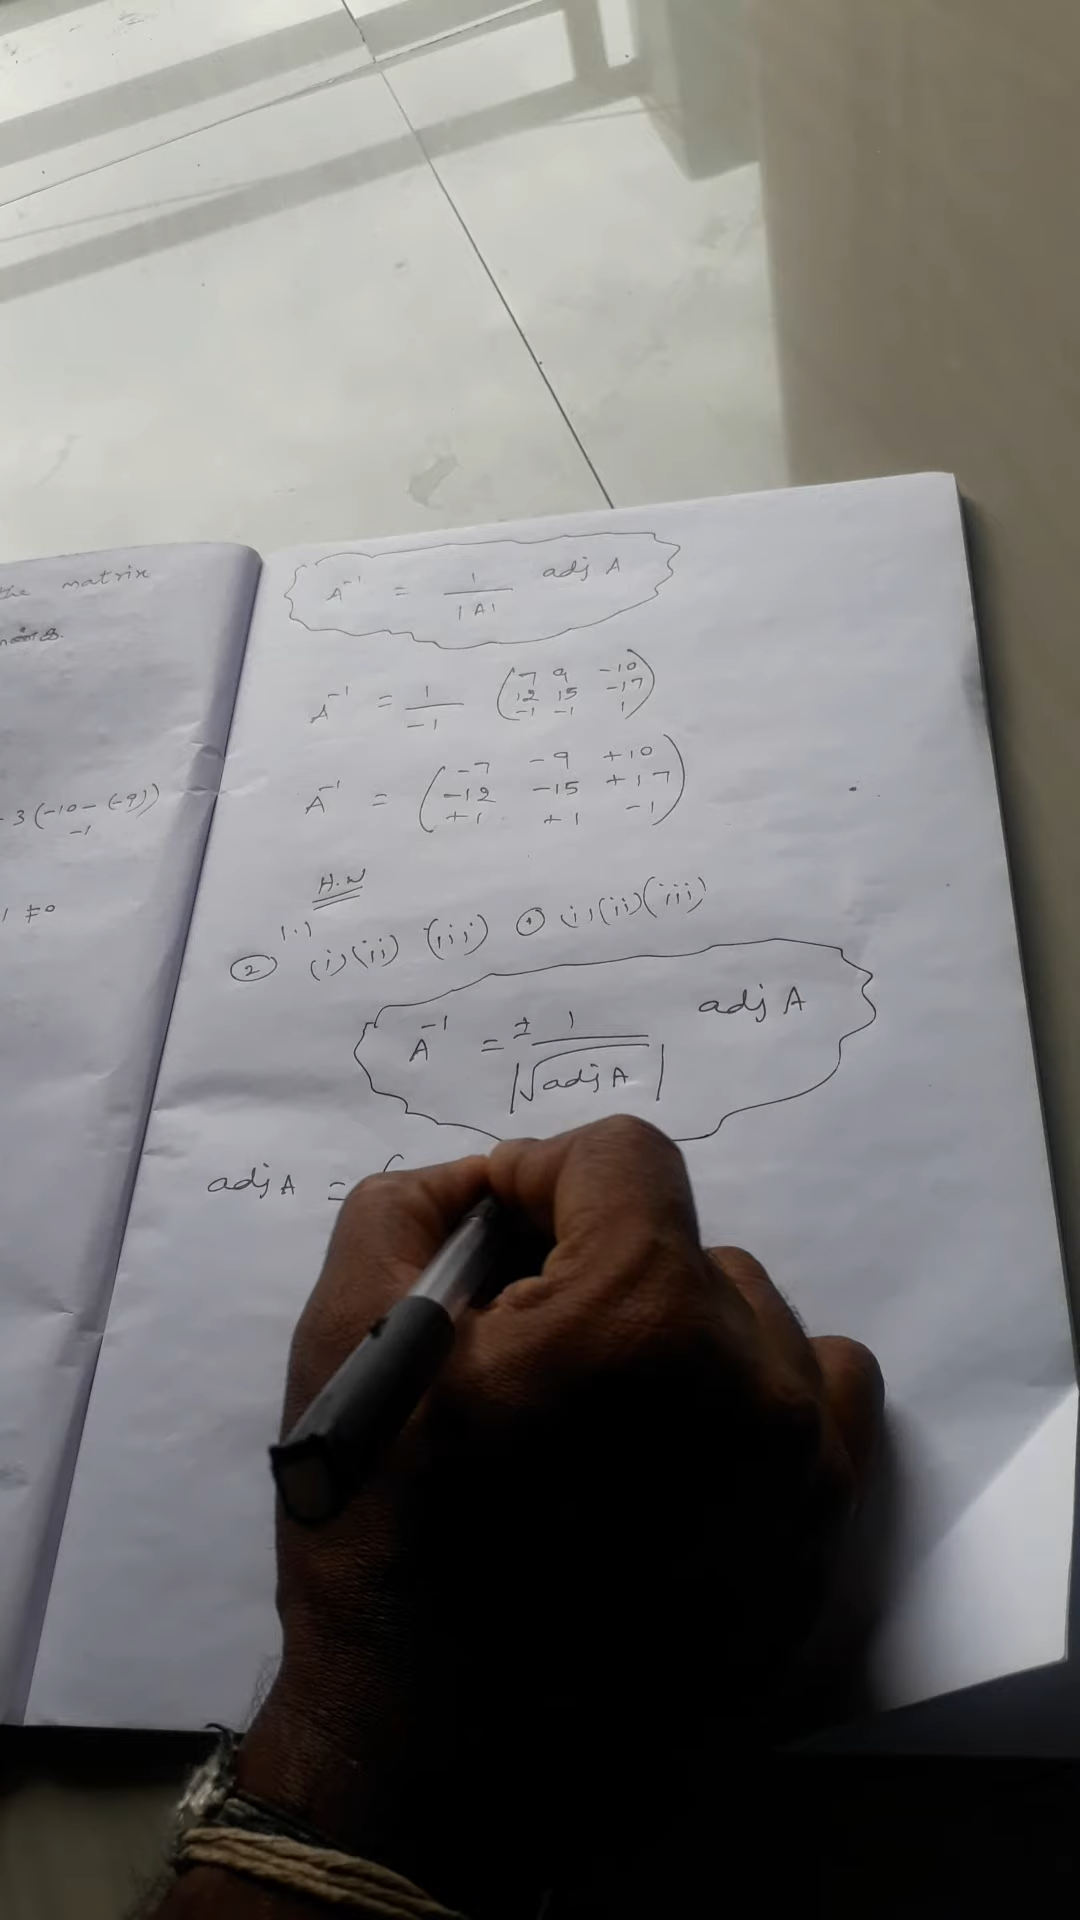 the matrix
3(-10-(-9))
-1
1 ≠0
A⁻¹ = 1/|A| adj A
A⁻¹ = 1/-1 (7 9 -10
12 15 -17
-1 -1 1)
A⁻¹ = (-7 -9 +10
-12 -15 +17
+1 +1 -1)
H.W
1.1
② (i)(ii) (iii) ④ (i)(ii)(iii)
A⁻¹ = ± 1/|√adj A| adj A
adj A = (